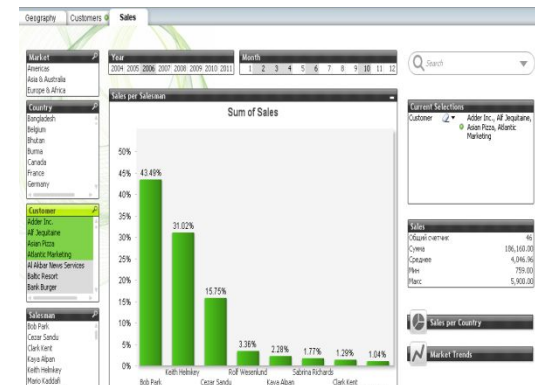 Geography Customers Sales
Market
Americas
Asia & Australia
Europe & Africa
Year
2004 2005 2006 2007 2008 2009 2010 2011
Month
1 2 3 4 5 6 7 8 9 10 11 12
Search
Country
Bangladesh
Belgium
Bhutan
Burma
Canada
France
Germany
Customer
Adder Inc.
Alf Jequitaine
Asian Pizza
Atlantic Marketing
Al Akbar News Services
Baltic Resort
Bank Burger
Salesman
Bob Park
Cezar Sandu
Clark Kent
Kaya Alpan
Keith Helmkey
Mario Kaddafi
Sales per Salesman
Sum of Sales
50%
45%
40%
35%
30%
25%
20%
15%
10%
5%
0%
43.49%
31.02%
15.75%
3.36%
2.28%
1.77%
1.29%
1.04%
Keith Helmkey Rolf Wesenlund Sabrina Richards
Bob Park Cezar Sandu Kaya Alpan Clark Kent
Current Selections
Customer Adder Inc., Alf Jequitaine,
Asian Pizza, Atlantic
Marketing
Sales
Общий счетчик 46
Сумма 186,160.00
Среднее 4,046.96
Мин 759.00
Макс 5,900.00
Sales per Country
Market Trends